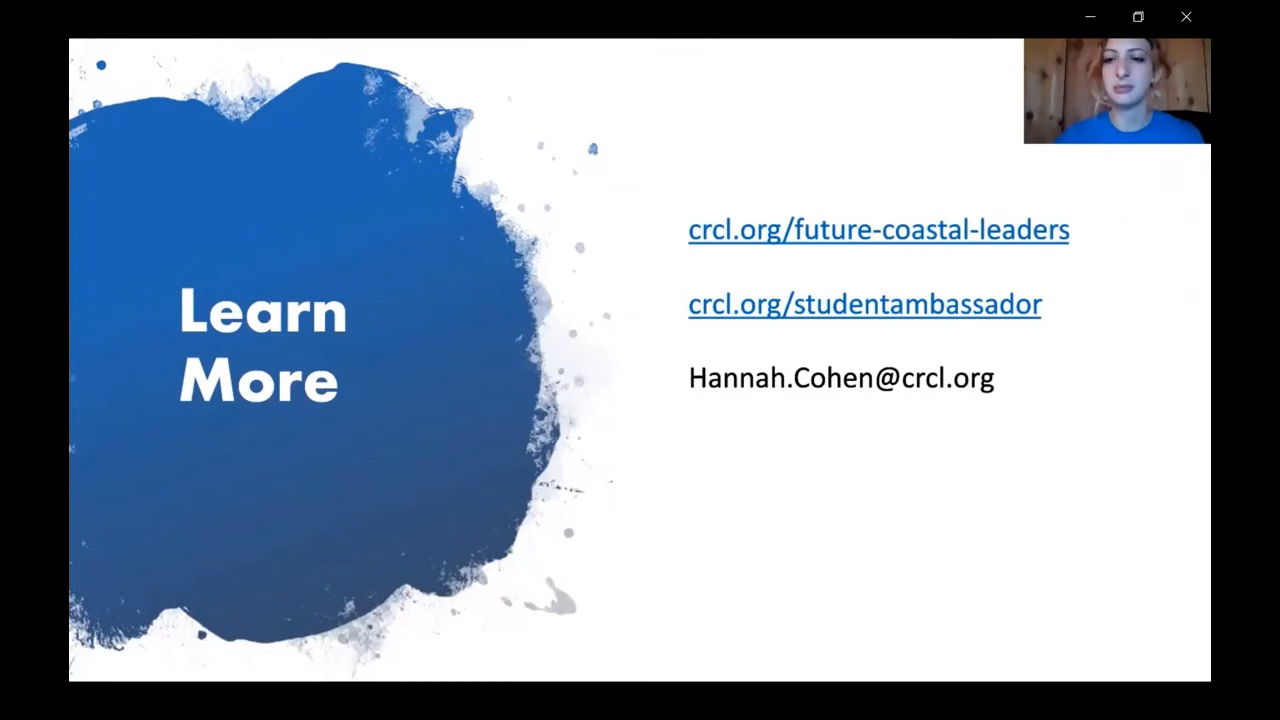 Learn
More
crcl.org/future-coastal-leaders
crcl.org/studentambassador
Hannah.Cohen@crcl.org